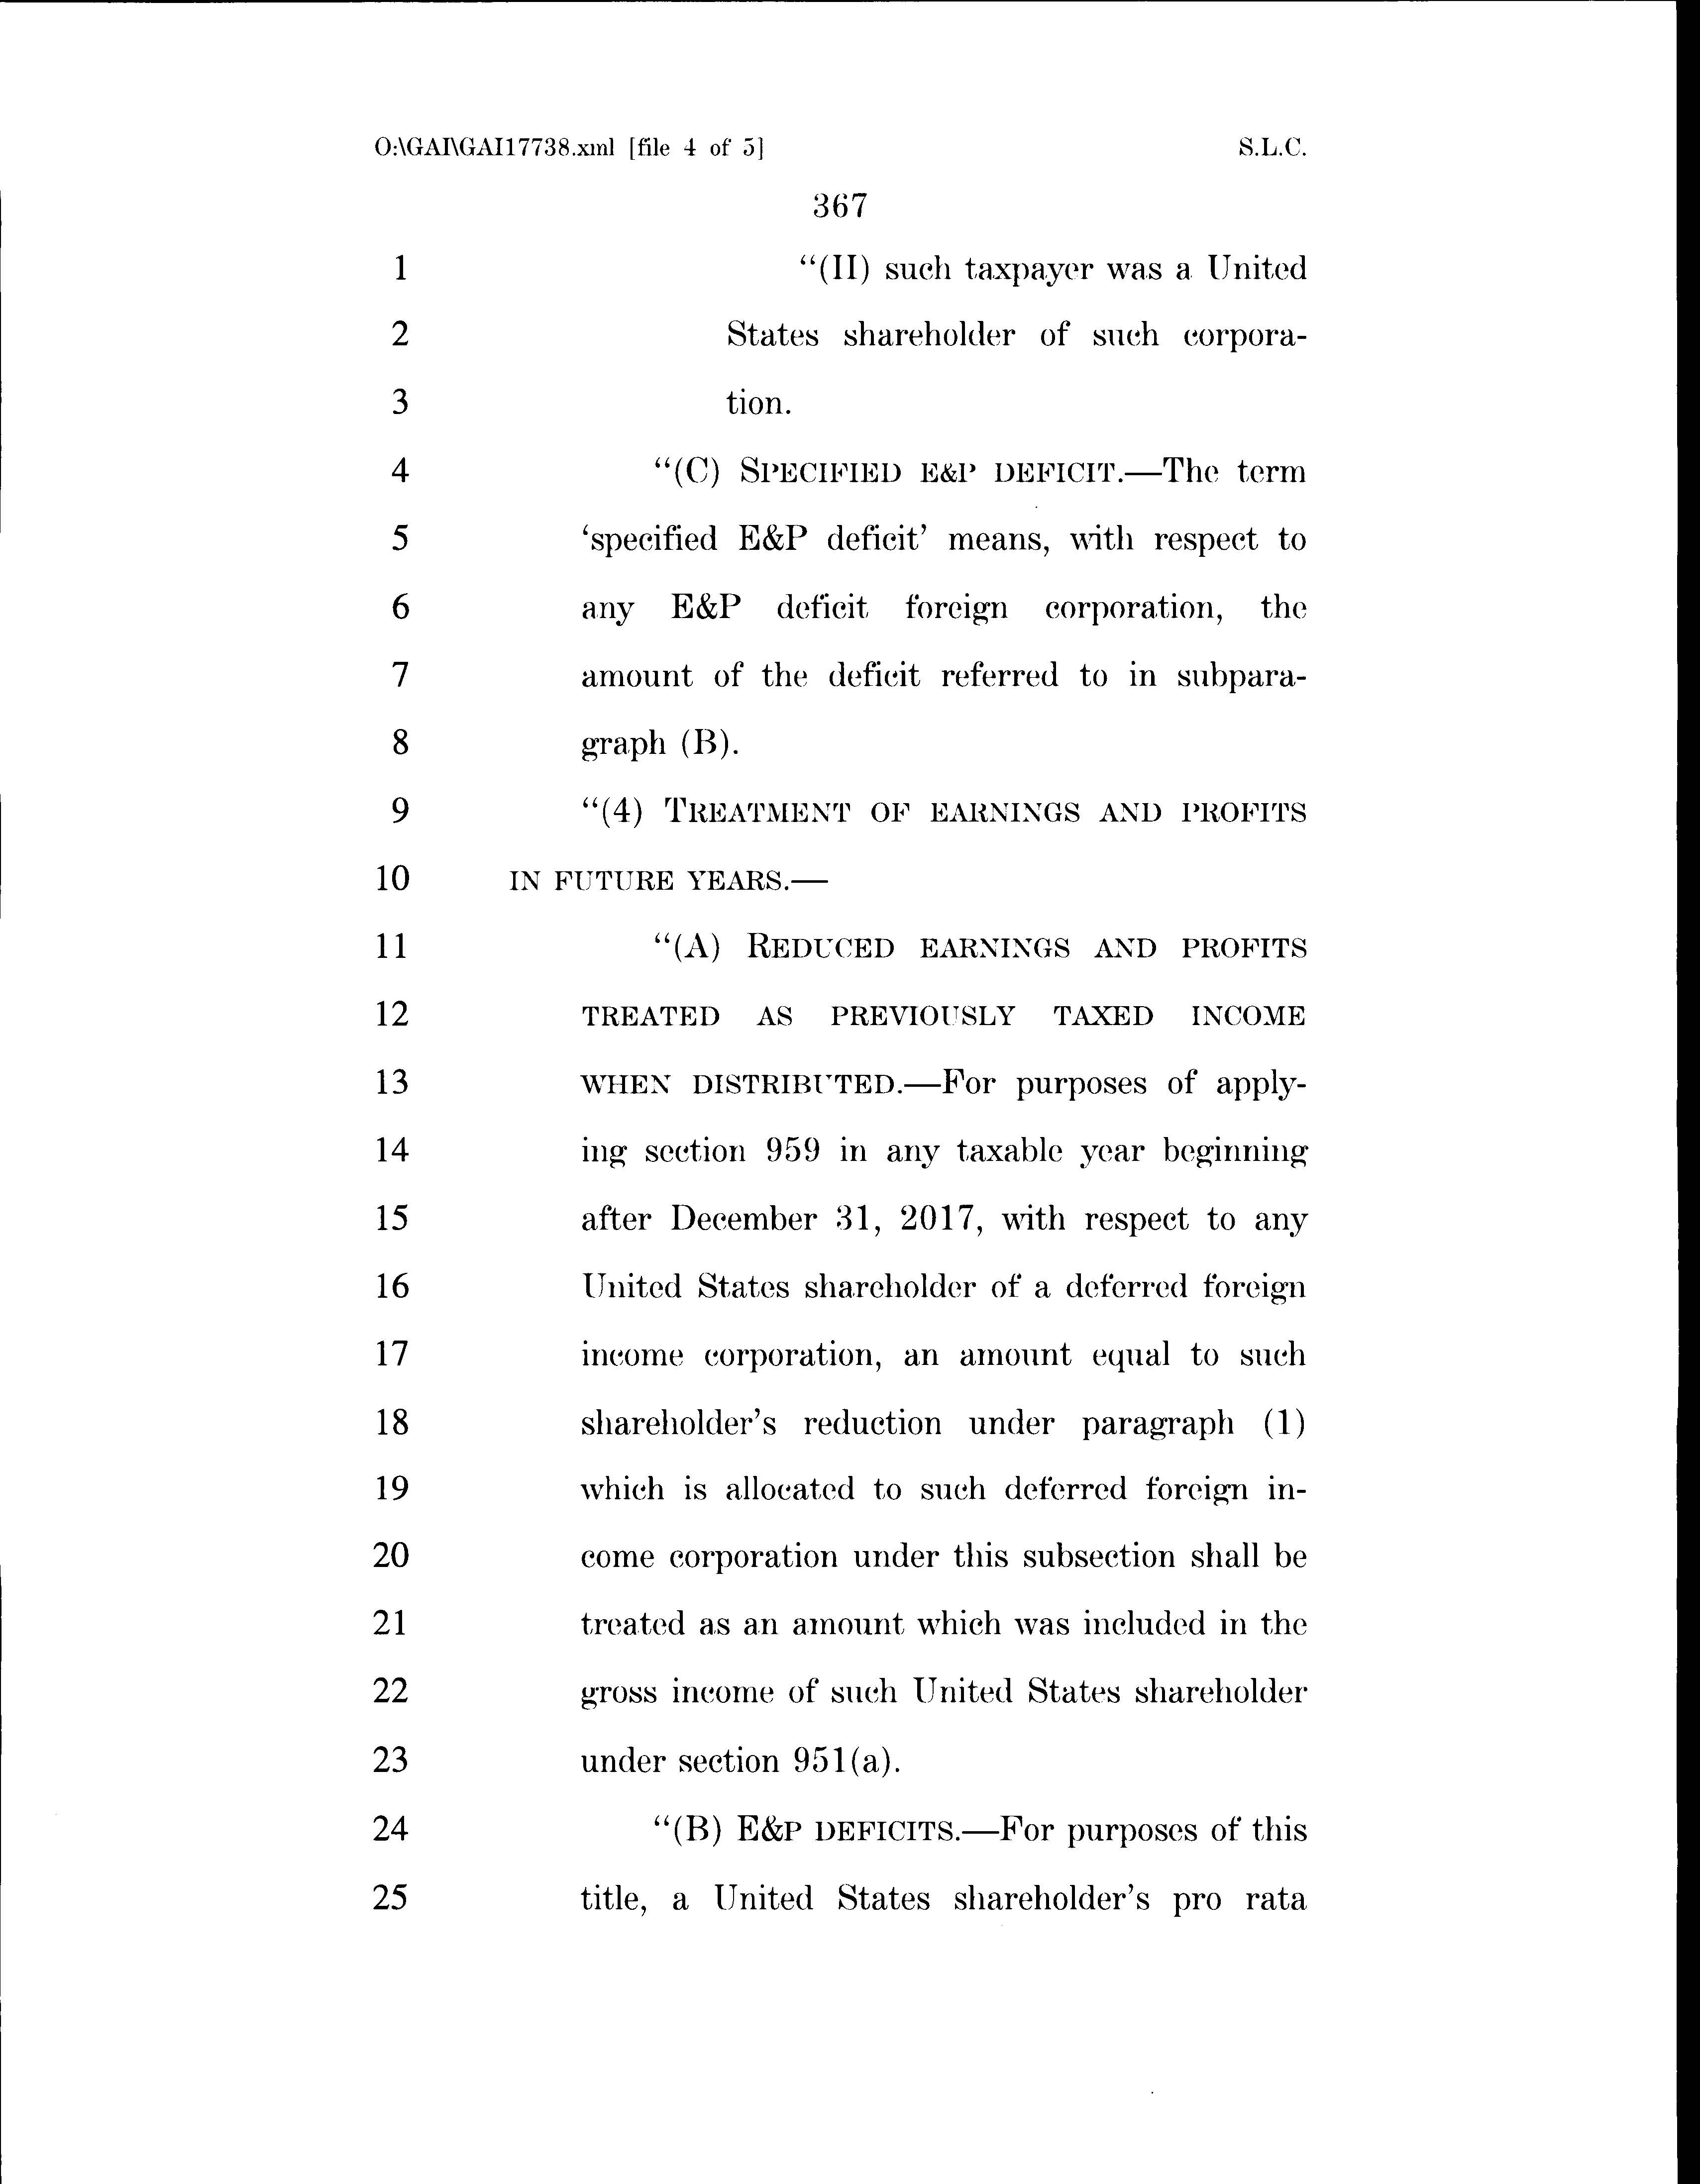 O:\GAI\GAI17738.xml [file 4 of 5] S.L.C.
367
1 “(II) such taxpayer was a United
2 States shareholder of such corpora-
3 tion.
4 “(C) SPECIFIED E&P DEFICIT.—The term
5 ‘specified E&P deficit’ means, with respect to
6 any E&P deficit foreign corporation, the
7 amount of the deficit referred to in subpara-
8 graph (B).
9 “(4) TREATMENT OF EARNINGS AND PROFITS
10 IN FUTURE YEARS.—
11 “(A) REDUCED EARNINGS AND PROFITS
12 TREATED AS PREVIOUSLY TAXED INCOME
13 WHEN DISTRIBUTED.—For purposes of apply-
14 ing section 959 in any taxable year beginning
15 after December 31, 2017, with respect to any
16 United States shareholder of a deferred foreign
17 income corporation, an amount equal to such
18 shareholder’s reduction under paragraph (1)
19 which is allocated to such deferred foreign in-
20 come corporation under this subsection shall be
21 treated as an amount which was included in the
22 gross income of such United States shareholder
23 under section 951(a).
24 “(B) E&P DEFICITS.—For purposes of this
25 title, a United States shareholder’s pro rata